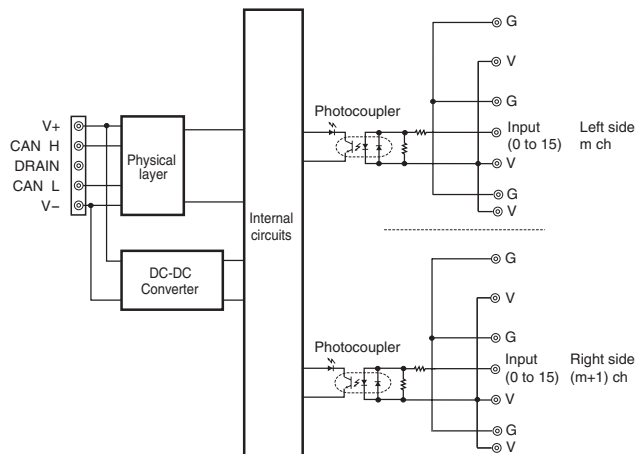 V+
CAN H
DRAIN
CAN L
V−
Physical
layer
DC-DC
Converter
Internal
circuits
Photocoupler
G
V
G
Input
(0 to 15)
Left side
m ch
V
G
V
Photocoupler
G
V
G
Input
(0 to 15)
Right side
(m+1) ch
V
G
V